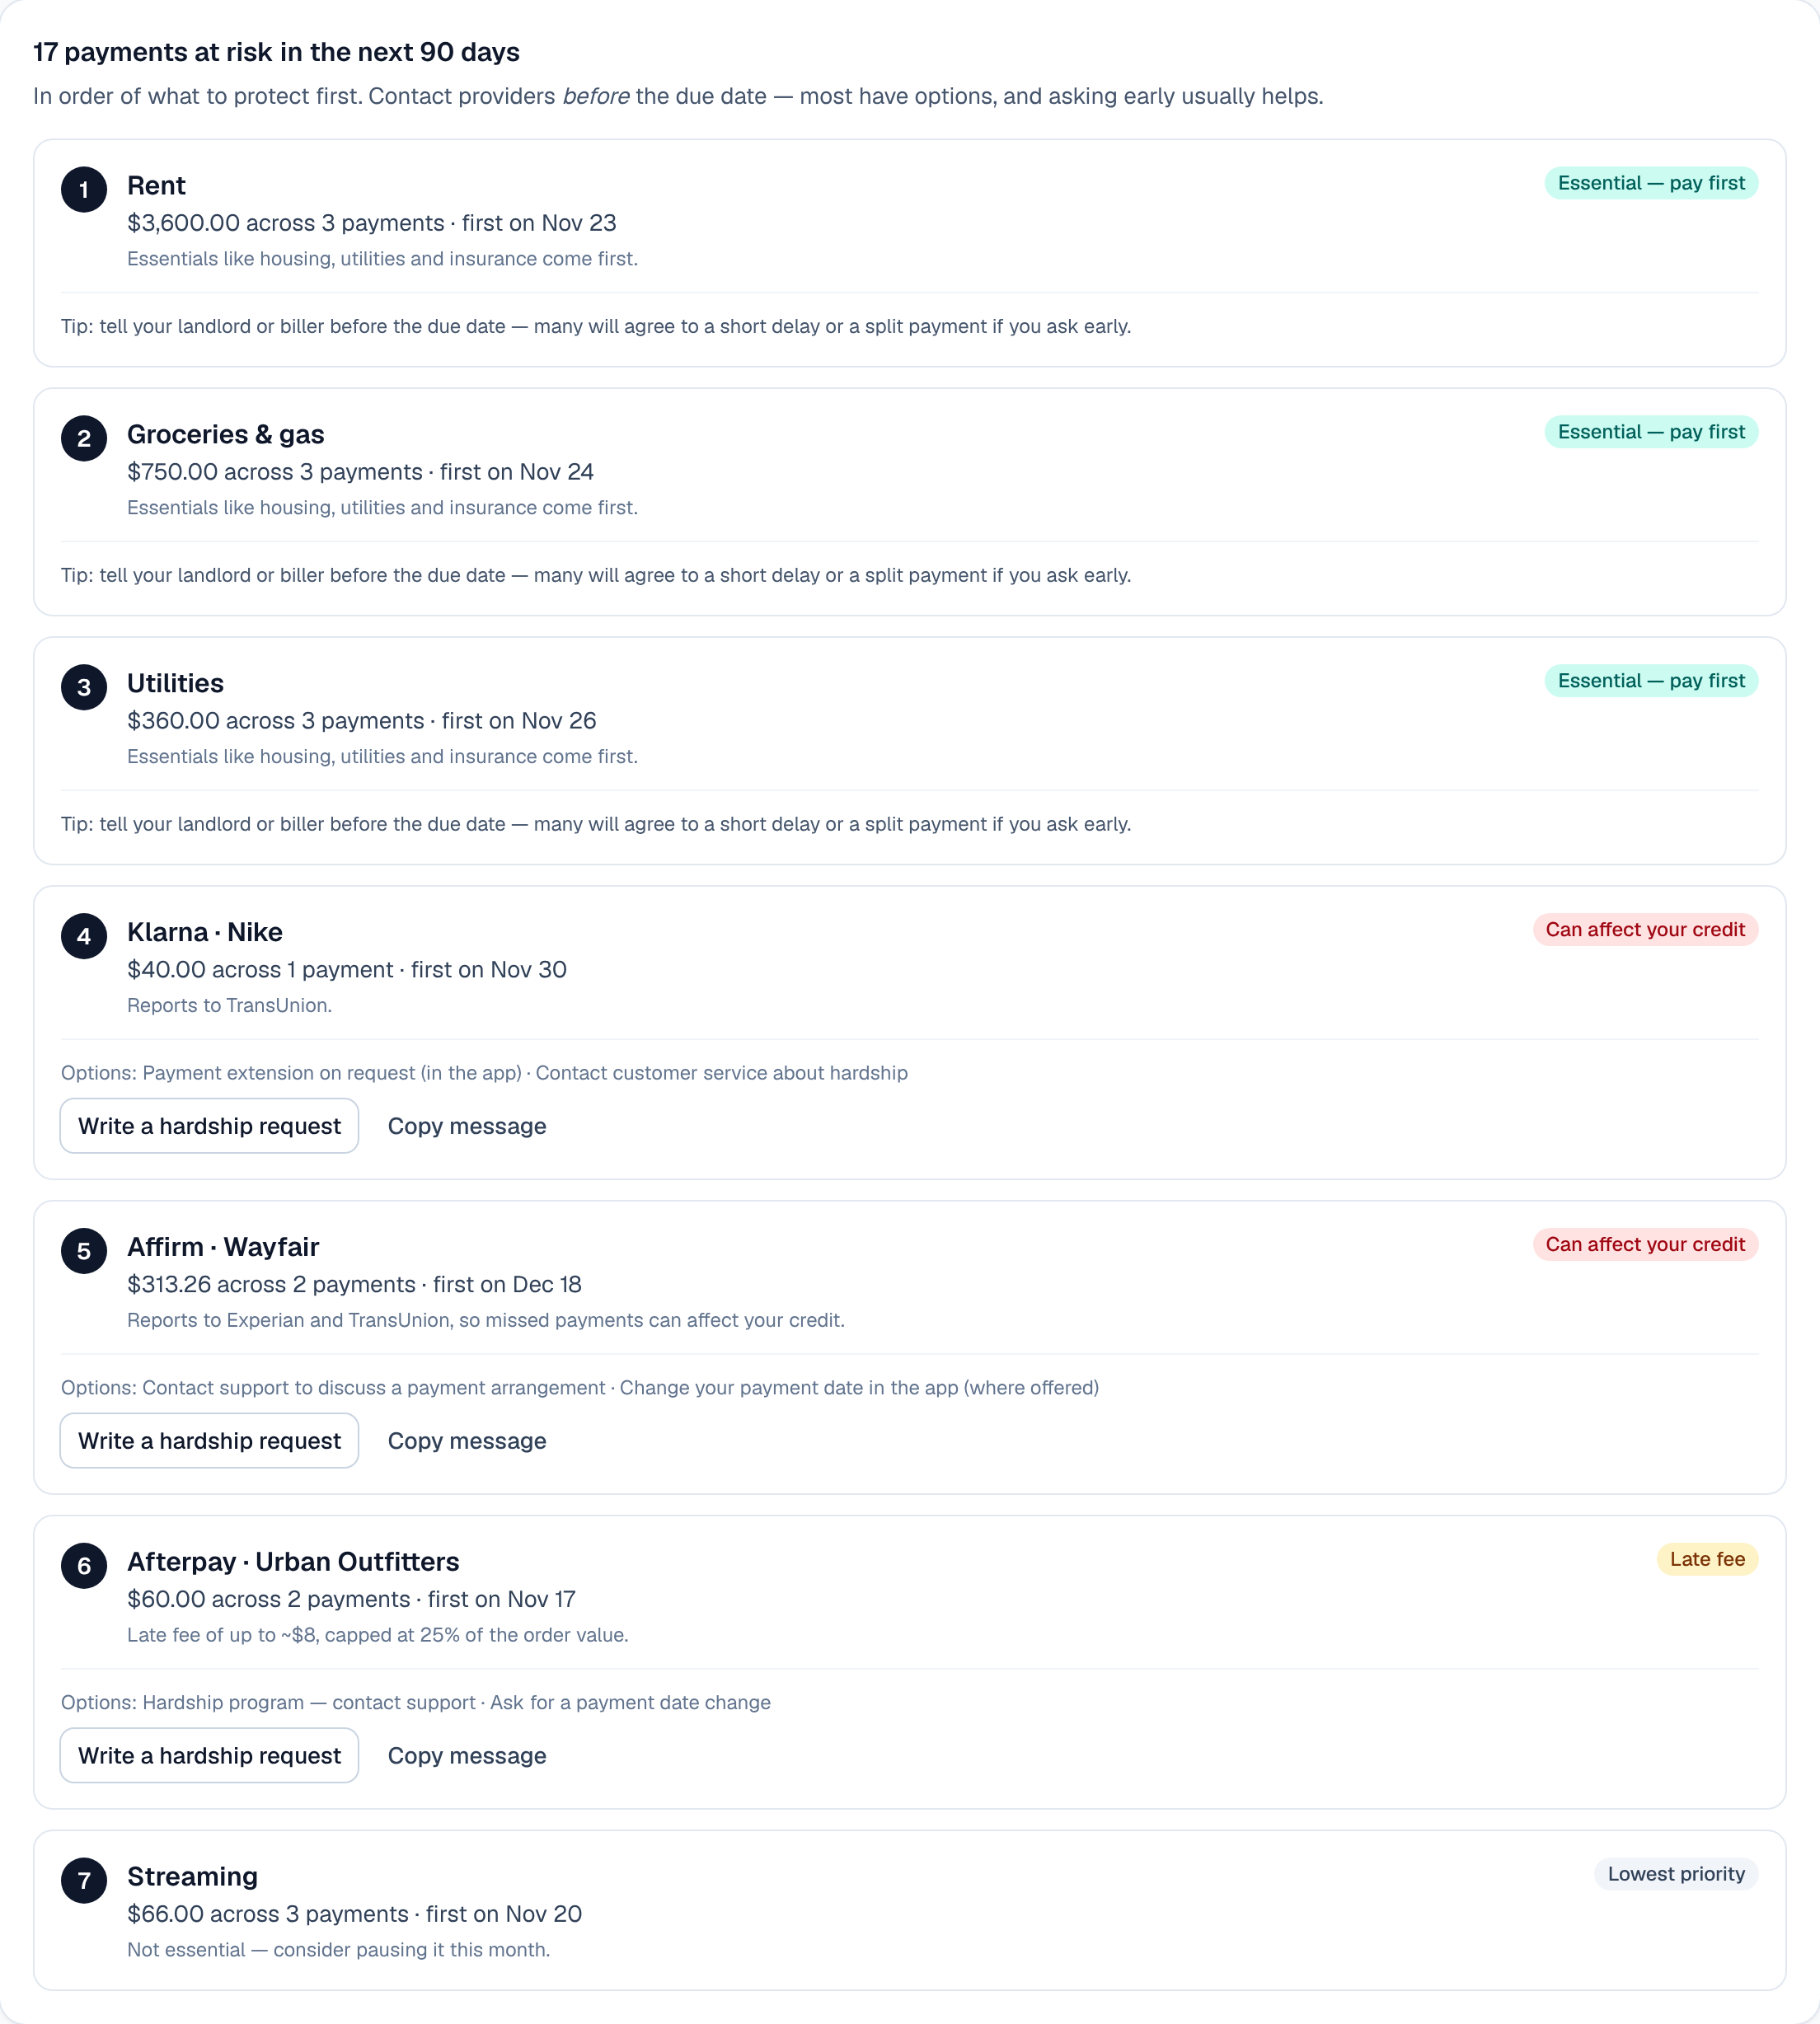 17 payments at risk in the next 90 days
In order of what to protect first. Contact providers before the due date — most have options, and asking early usually helps.
1
Rent
Essential — pay first
$3,600.00 across 3 payments · first on Nov 23
Essentials like housing, utilities and insurance come first.
Tip: tell your landlord or biller before the due date — many will agree to a short delay or a split payment if you ask early.
2
Groceries & gas
Essential — pay first
$750.00 across 3 payments · first on Nov 24
Essentials like housing, utilities and insurance come first.
Tip: tell your landlord or biller before the due date — many will agree to a short delay or a split payment if you ask early.
3
Utilities
Essential — pay first
$360.00 across 3 payments · first on Nov 26
Essentials like housing, utilities and insurance come first.
Tip: tell your landlord or biller before the due date — many will agree to a short delay or a split payment if you ask early.
4
Klarna · Nike
Can affect your credit
$40.00 across 1 payment · first on Nov 30
Reports to TransUnion.
Options: Payment extension on request (in the app) · Contact customer service about hardship
Write a hardship request
Copy message
5
Affirm · Wayfair
Can affect your credit
$313.26 across 2 payments · first on Dec 18
Reports to Experian and TransUnion, so missed payments can affect your credit.
Options: Contact support to discuss a payment arrangement · Change your payment date in the app (where offered)
Write a hardship request
Copy message
6
Afterpay · Urban Outfitters
Late fee
$60.00 across 2 payments · first on Nov 17
Late fee of up to ~$8, capped at 25% of the order value.
Options: Hardship program — contact support · Ask for a payment date change
Write a hardship request
Copy message
7
Streaming
Lowest priority
$66.00 across 3 payments · first on Nov 20
Not essential — consider pausing it this month.